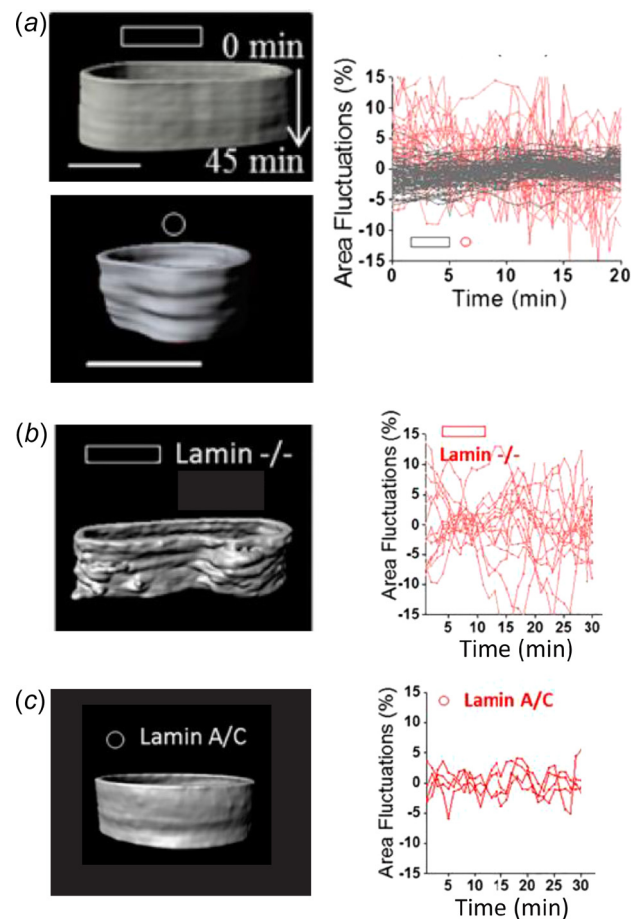 (a)
0 min
45 min
Area Fluctuations (%)
15
10
5
0
-5
-10
-15
0 5 10 15 20
Time (min)
(b)
Lamin -/-
Area Fluctuations (%)
15
10
5
0
-5
-10
-15
Lamin -/-
5 10 15 20 25 30
Time (min)
(c)
Lamin A/C
Area Fluctuations (%)
15
10
5
0
-5
-10
-15
Lamin A/C
5 10 15 20 25 30
Time (min)